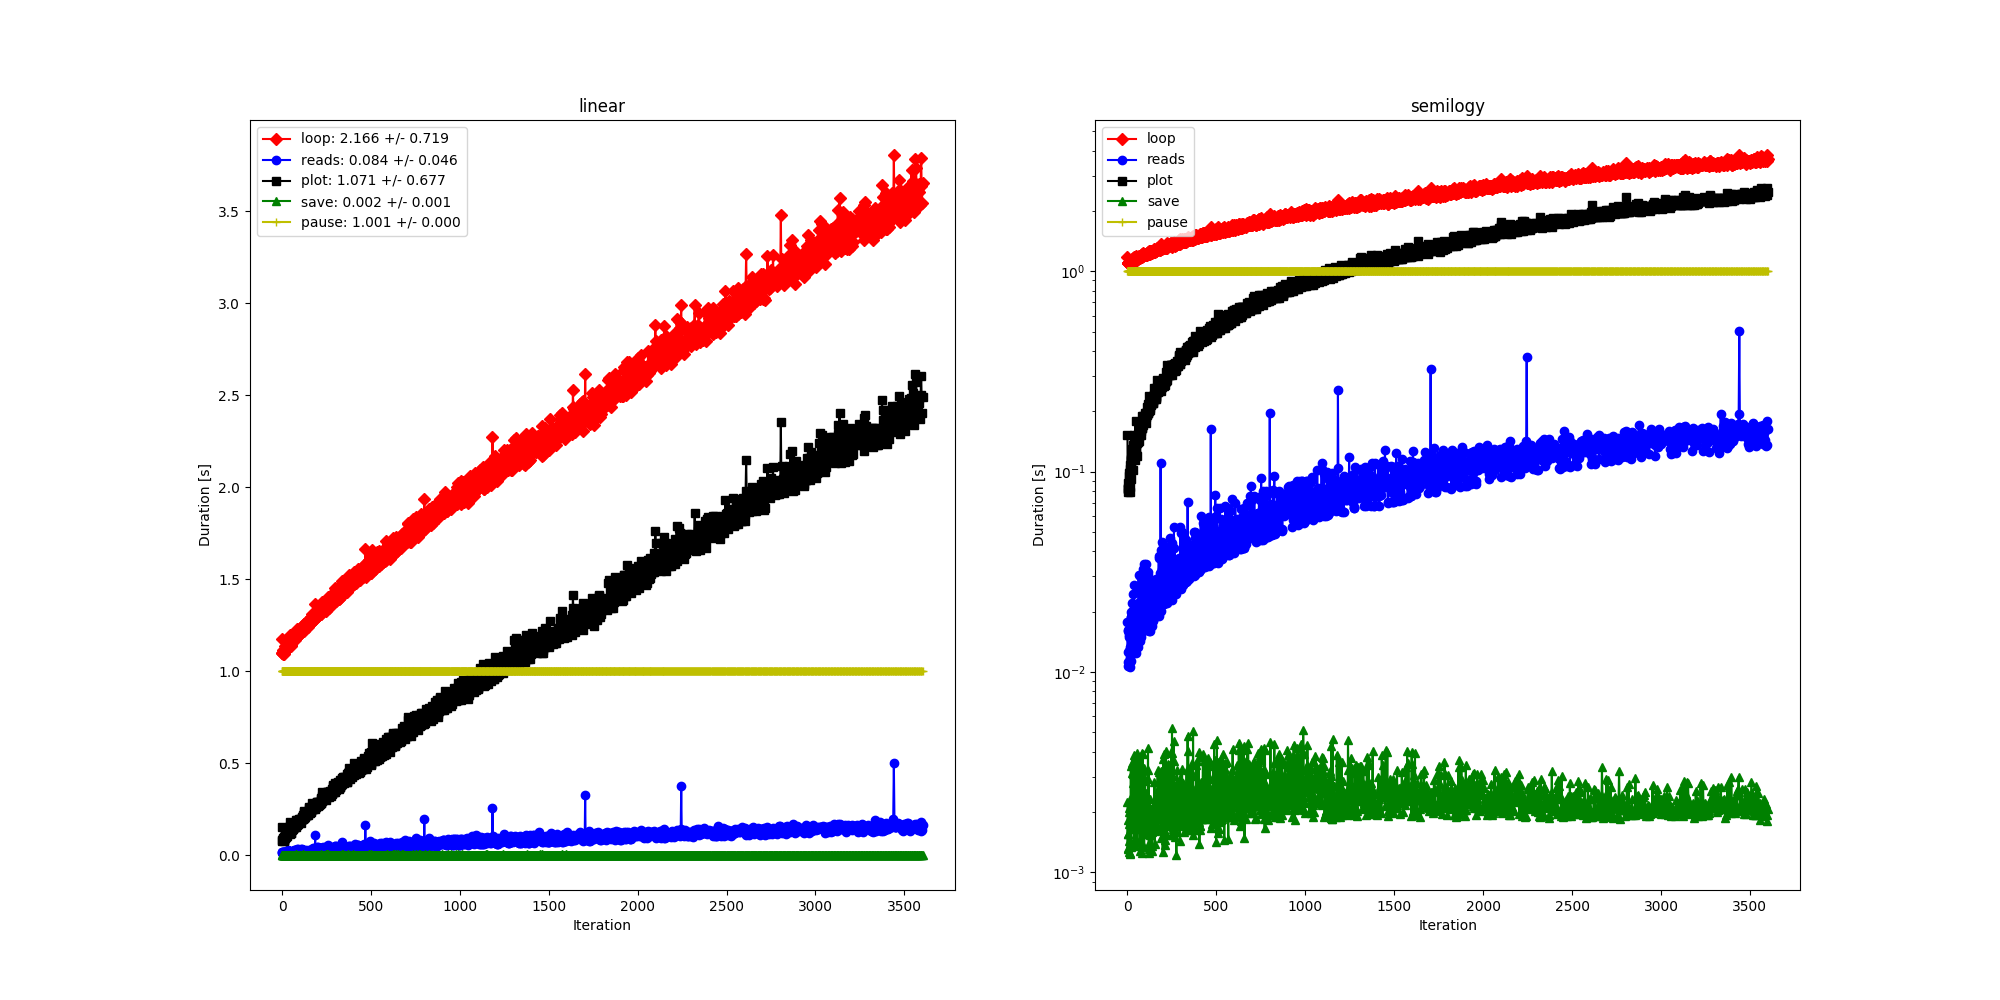 linear
loop: 2.166 +/- 0.719
reads: 0.084 +/- 0.046
plot: 1.071 +/- 0.677
save: 0.002 +/- 0.001
pause: 1.001 +/- 0.000
3.5
3.0
2.5
2.0
1.5
1.0
0.5
0.0
Duration [s]
0 500 1000 1500 2000 2500 3000 3500
Iteration
semilogy
loop
reads
plot
save
pause
10⁰
10⁻¹
10⁻²
10⁻³
Duration [s]
0 500 1000 1500 2000 2500 3000 3500
Iteration